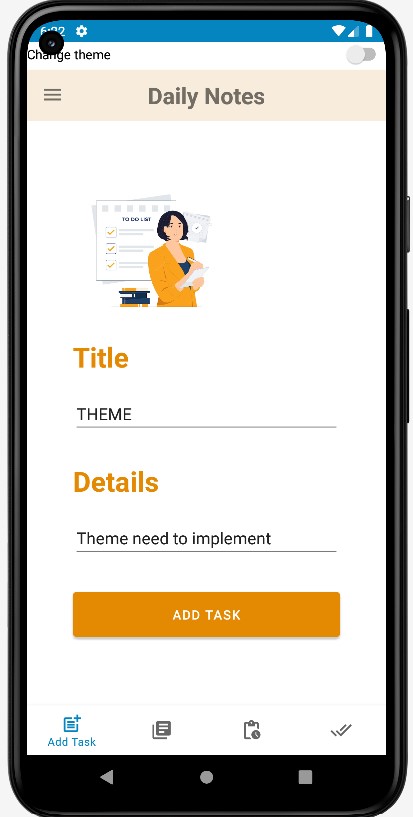 6:22
Change theme
Daily Notes
TO DO LIST
Title
THEME
Details
Theme need to implement
ADD TASK
Add Task